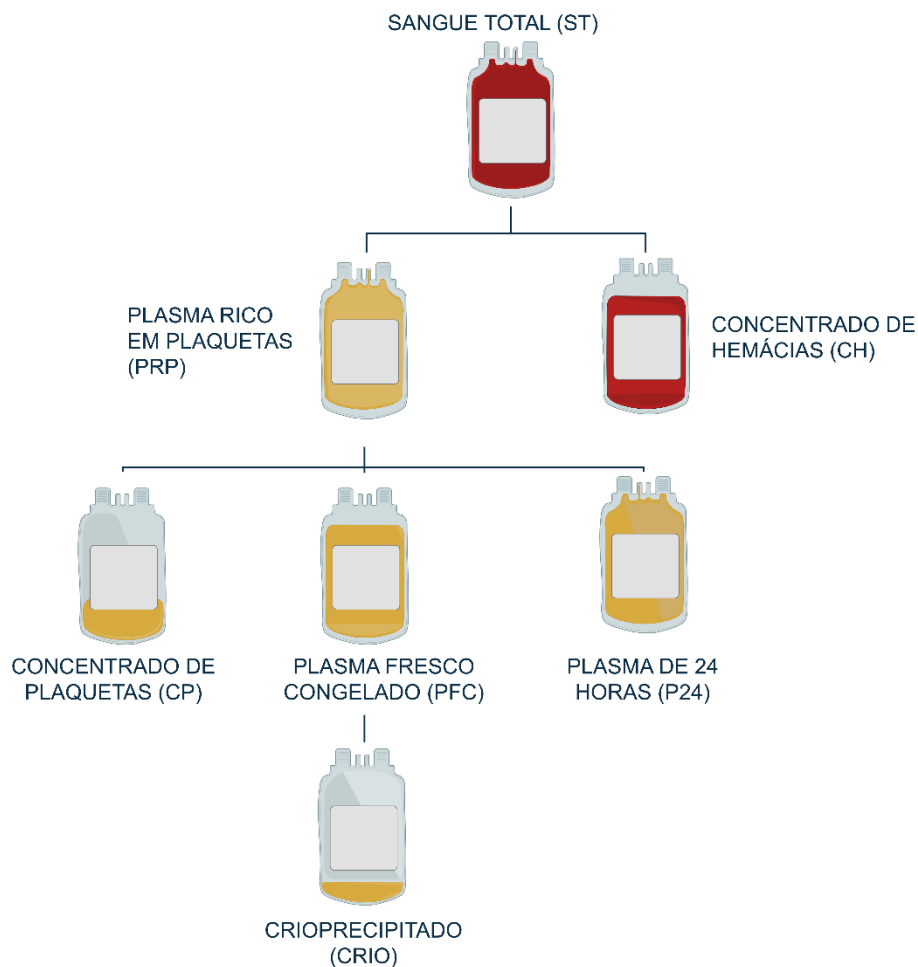 SANGUE TOTAL (ST)
PLASMA RICO
EM PLAQUETAS
(PRP)
CONCENTRADO DE
HEMÁCIAS (CH)
CONCENTRADO DE
PLAQUETAS (CP)
PLASMA FRESCO
CONGELADO (PFC)
PLASMA DE 24
HORAS (P24)
CRIOPRECIPITADO
(CRIO)